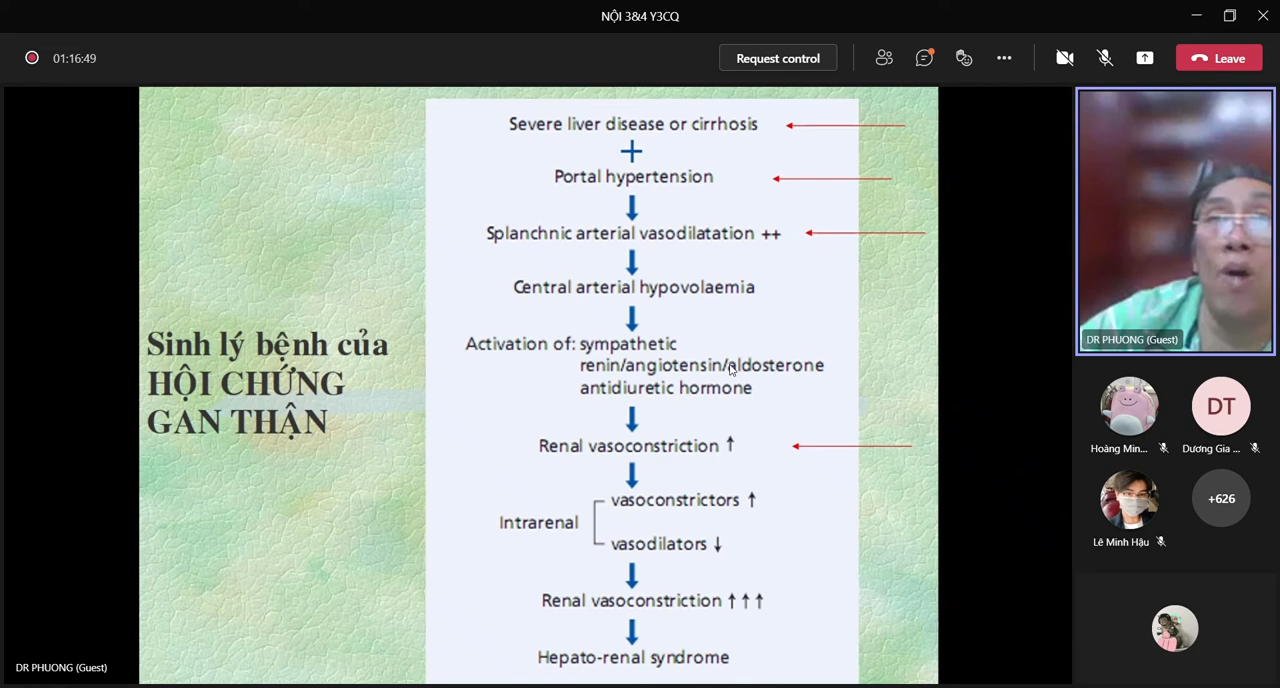 NỘI 3&4 Y3CQ
01:16:49
Request control
Leave
Severe liver disease or cirrhosis
+
Portal hypertension
Splanchnic arterial vasodilatation ++
Central arterial hypovolaemia
Activation of: sympathetic
renin/angiotensin/aldosterone
antidiuretic hormone
Renal vasoconstriction ↑
Intrarenal
vasoconstrictors ↑
vasodilators ↓
Renal vasoconstriction ↑↑↑
Hepato-renal syndrome
Sinh lý bệnh của
HỘI CHỨNG
GAN THẬN
DR PHUONG (Guest)
DR PHUONG (Guest)
DT
Hoàng Min...
Dương Gia ...
+626
Lê Minh Hậu